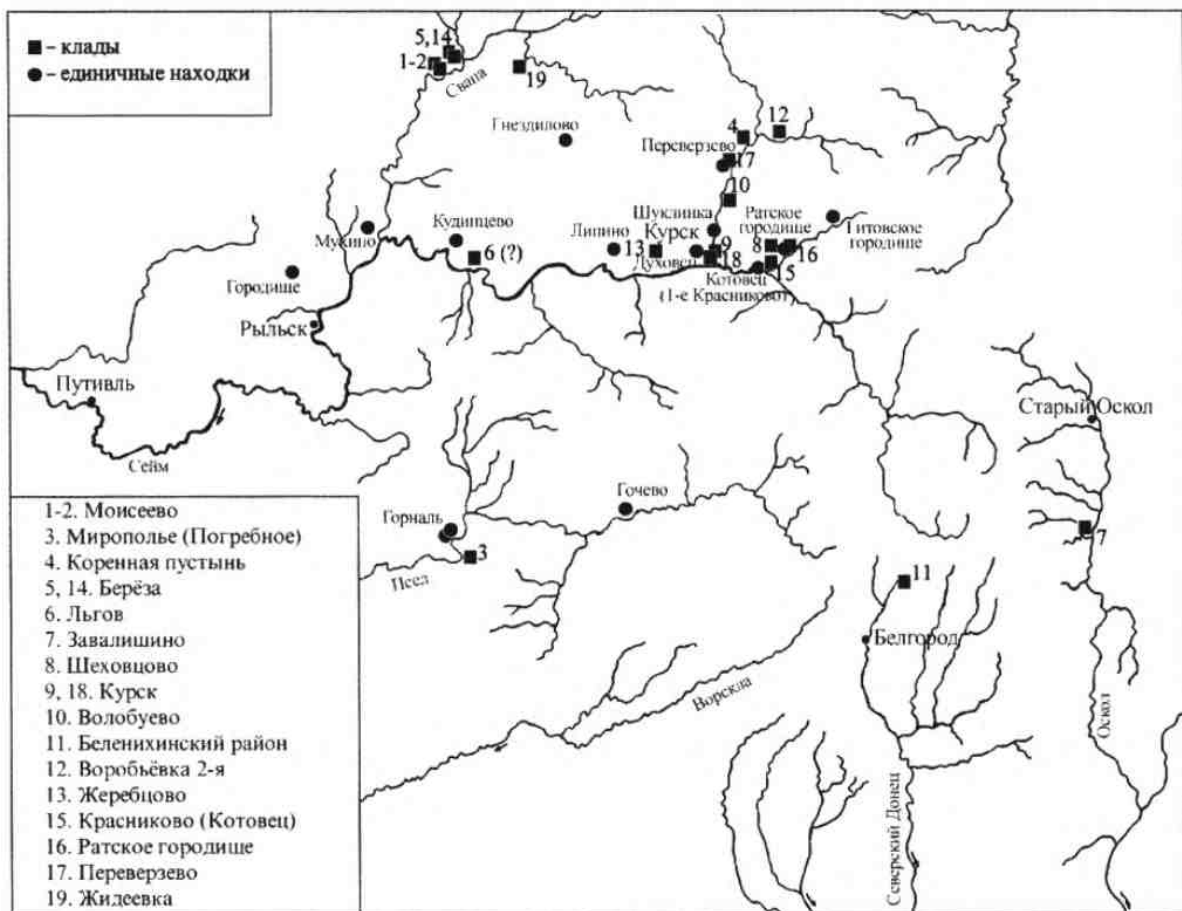 ■ – клады
● – единичные находки
5,14
1-2
Свапа
19
Гнездилово
4
12
Переверзево
17
10
Мухино
Кудинцево
Шуклинка
Ратское
городище
Гитовское
городище
Липино
13
Курск
9
8
16
6 (?)
Духовец
18
15
Котовец
(1-е Красниково†)
Городище
Рыльск
Путивль
Старый Оскол
Сейм
Гочево
Горналь
7
3
Псел
11
Белгород
Ворскла
Оскол
Северский Донец
1-2. Моисеево
3. Мирополье (Погребное)
4. Коренная пустынь
5, 14. Берёза
6. Льгов
7. Завалишино
8. Шеховцово
9, 18. Курск
10. Волобуево
11. Беленихинский район
12. Воробьёвка 2-я
13. Жеребцово
15. Красниково (Котовец)
16. Ратское городище
17. Переверзево
19. Жидеевка